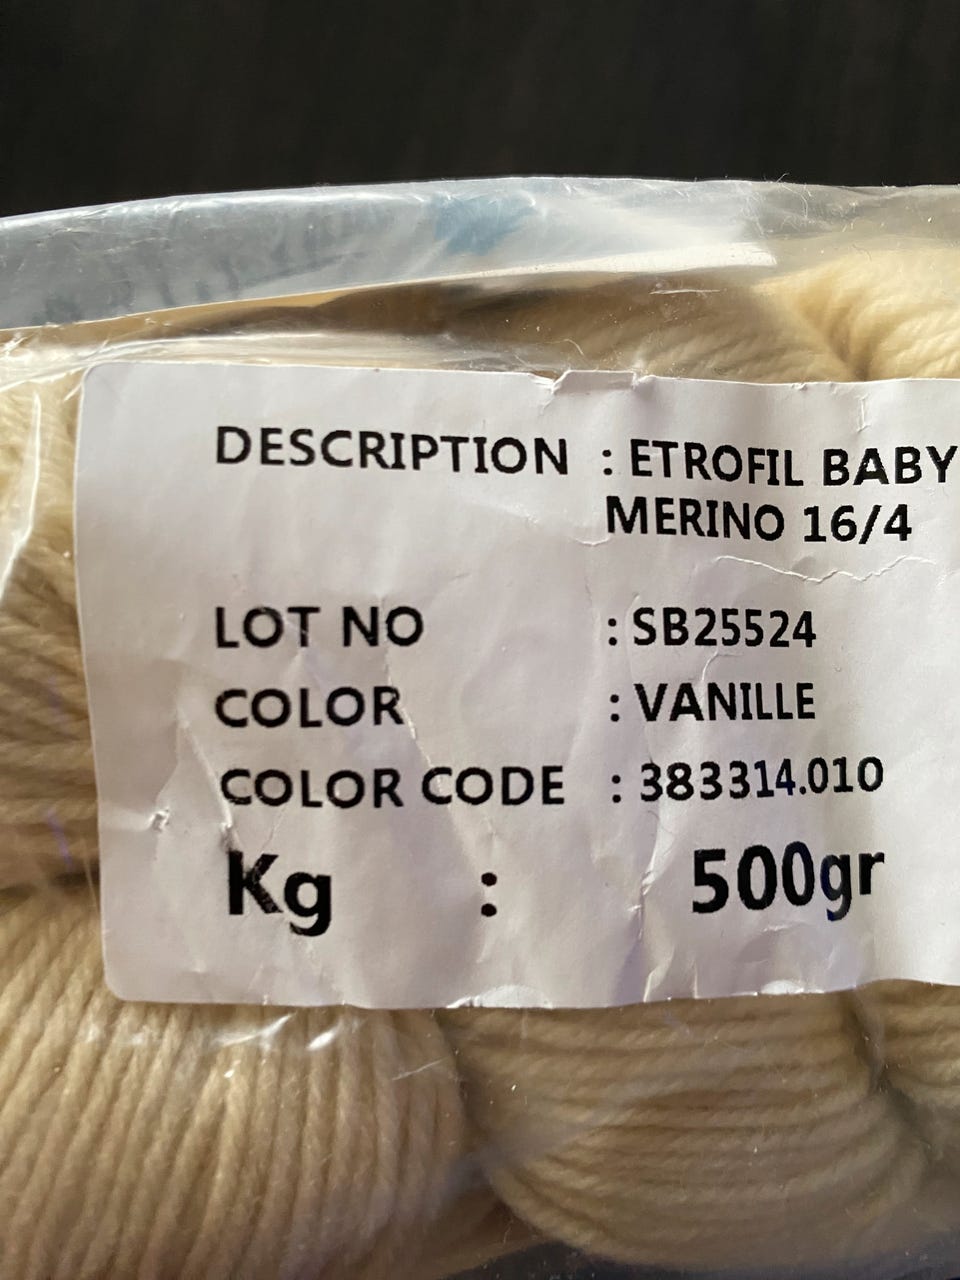 DESCRIPTION : ETROFIL BABY
MERINO 16/4
LOT NO : SB25524
COLOR : VANILLE
COLOR CODE : 383314.010
Kg : 500gr